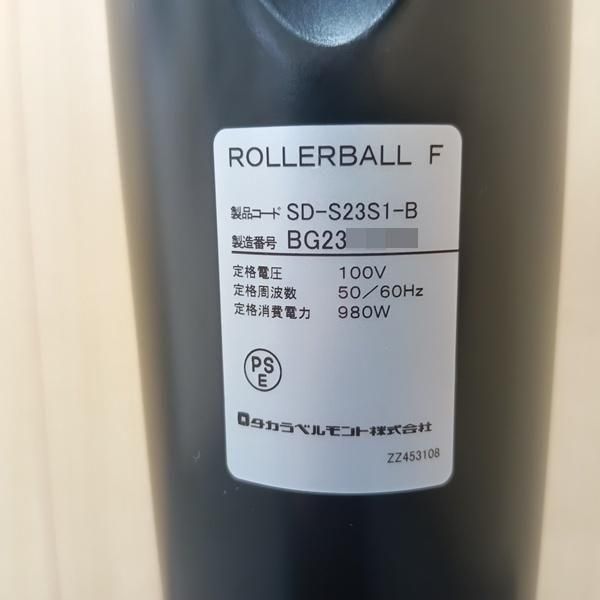 ROLLERBALL F
製品コード SD-S23S1-B
製造番号 BG23
定格電圧 100V
定格周波数 50/60Hz
定格消費電力 980W
PS
E
タカラベルモント株式会社
ZZ453108